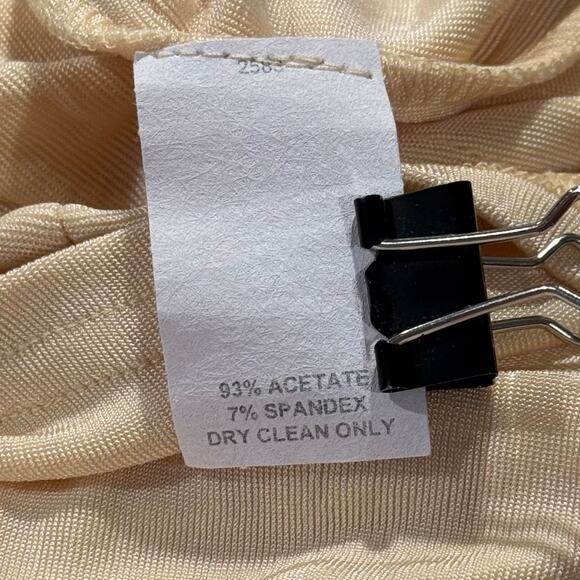 93% ACETATE
7% SPANDEX
DRY CLEAN ONLY